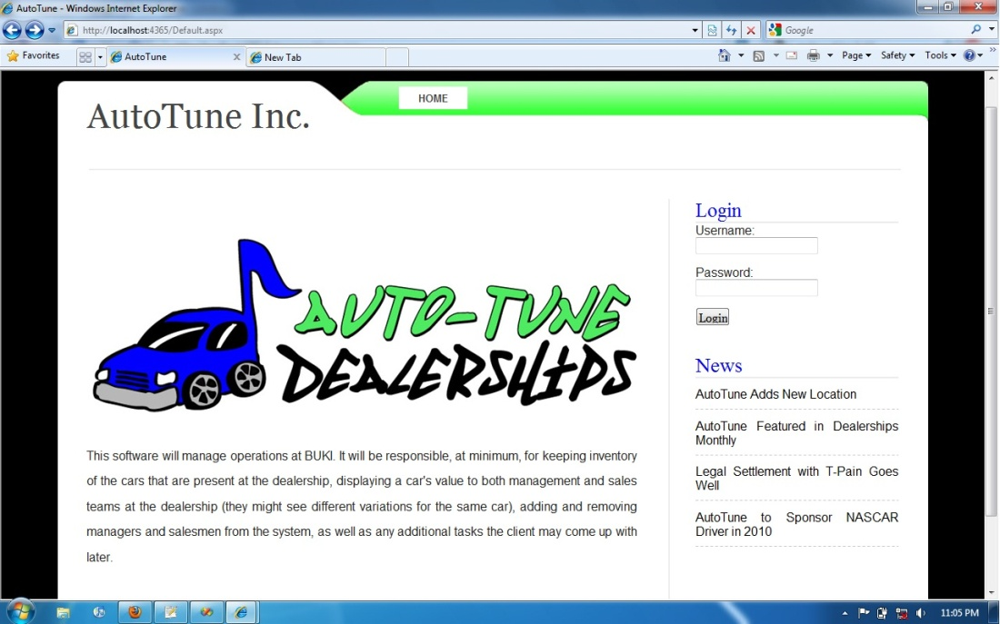 AutoTune - Windows Internet Explorer
http://localhost:4365/Default.aspx
Google
Favorites
AutoTune
New Tab
Page
Safety
Tools
HOME
AutoTune Inc.
AUTO-TUNE
DEALERSHIPS
This software will manage operations at BUKI. It will be responsible, at minimum, for keeping inventory
of the cars that are present at the dealership, displaying a car's value to both management and sales
teams at the dealership (they might see different variations for the same car), adding and removing
managers and salesmen from the system, as well as any additional tasks the client may come up with
later.
Login
Username:
Password:
Login
News
AutoTune Adds New Location
AutoTune Featured in Dealerships
Monthly
Legal Settlement with T-Pain Goes
Well
AutoTune to Sponsor NASCAR
Driver in 2010
11:05 PM